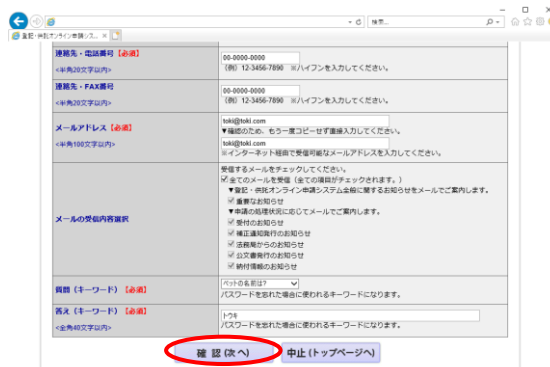 検索...
登記・供託オンライン申請シス...
連絡先・電話番号【必須】
<半角20文字以内>
00-0000-0000
(例) 12-3456-7890 ※ハイフンを入力してください。
連絡先・FAX番号
<半角20文字以内>
00-0000-0000
(例) 12-3456-7890 ※ハイフンを入力してください。
メールアドレス【必須】
<半角100文字以内>
toki@toki.com
▼確認のため、もう一度コピーせず直接入力してください。
toki@toki.com
※インターネット経由で受信可能なメールアドレスを入力してください。
メールの受信内容選択
受信するメールをチェックしてください。
全てのメールを受信（全ての項目がチェックされます。）
▼登記・供託オンライン申請システム全般に関するお知らせをメールでご案内します。
重要なお知らせ
▼申請の処理状況に応じてメールでご案内します。
受付のお知らせ
補正通知発行のお知らせ
法務局からのお知らせ
公文書発行のお知らせ
納付情報のお知らせ
質問（キーワード）【必須】
ペットの名前は?
パスワードを忘れた場合に使われるキーワードになります。
答え（キーワード）【必須】
<全角40文字以内>
トウキ
パスワードを忘れた場合に使われるキーワードになります。
確 認 (次へ)
中止 (トップページへ)